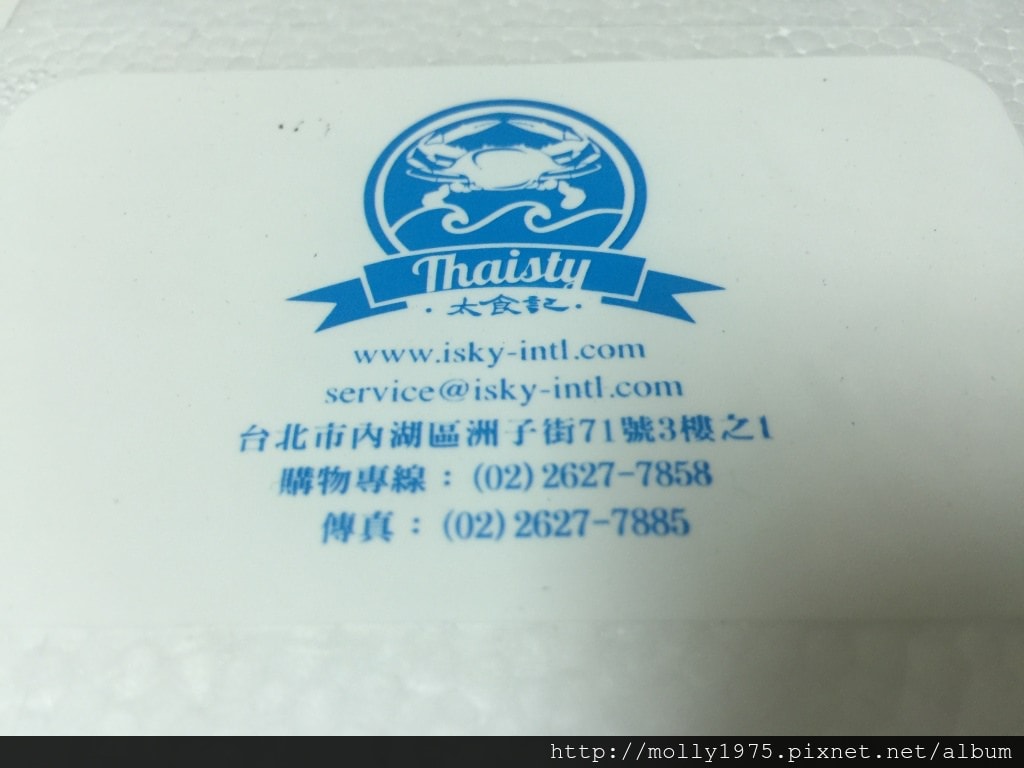 Thaisty
·太食記·
www.isky-intl.com
service@isky-intl.com
台北市內湖區洲子街71號3樓之1
購物專線：(02)2627-7858
傳真：(02)2627-7885
http://molly1975.pixnet.net/album